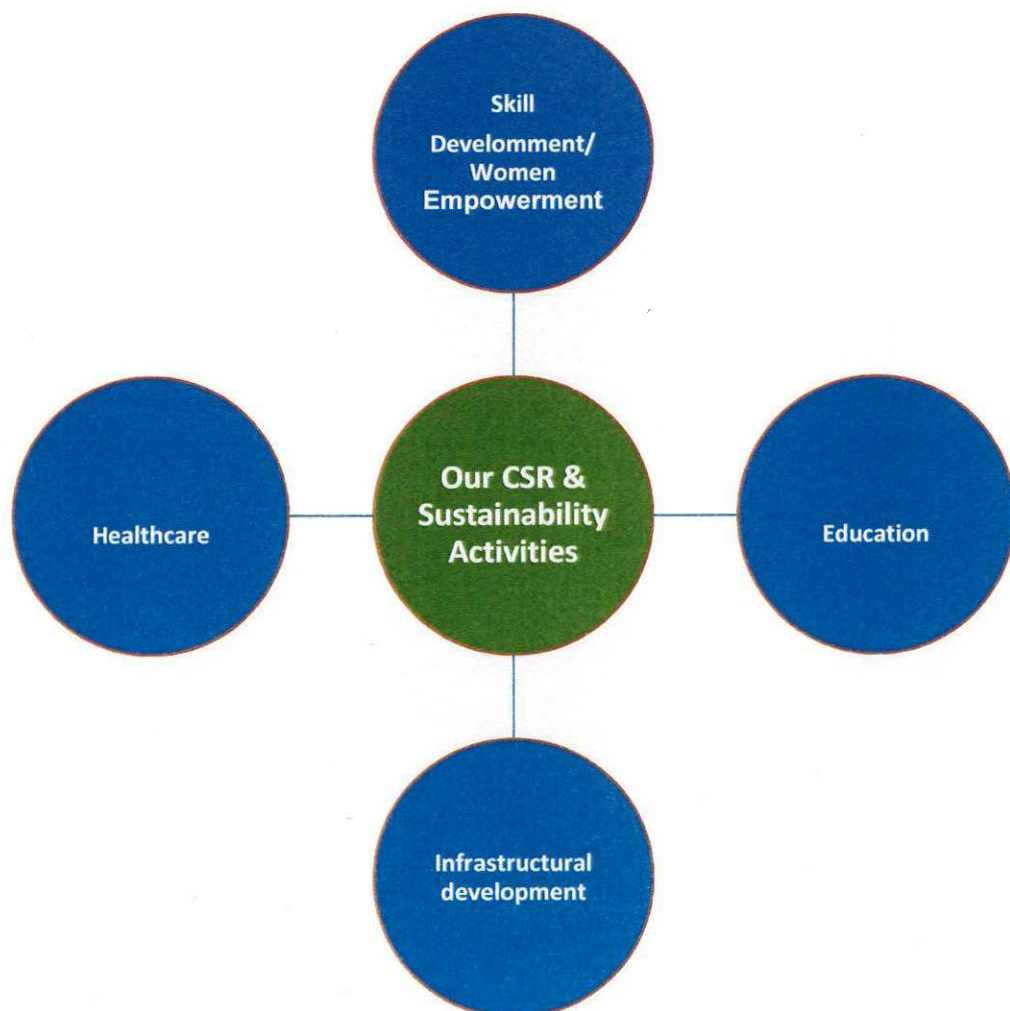 Skill
Develomment/
Women
Empowerment
Healthcare
Our CSR &
Sustainability
Activities
Education
Infrastructural
development